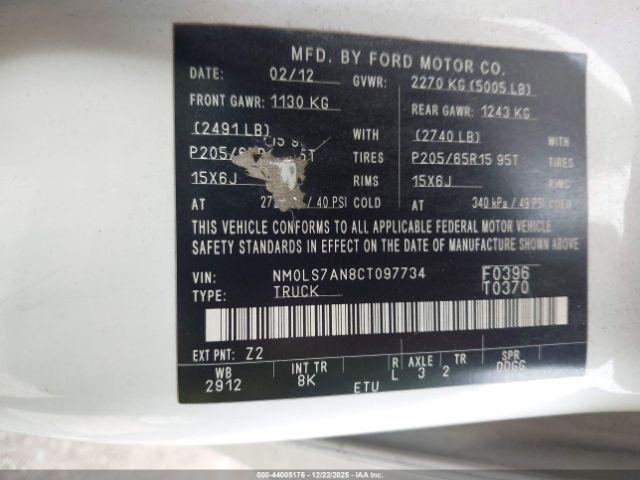 MFD. BY FORD MOTOR CO.
DATE: 02/12 GVWR: 2270 KG (5005 LB)
FRONT GAWR: 1130 KG REAR GAWR: 1243 KG
(2491 LB) WITH (2740 LB) WITH
TIRES P205/65R15 95T TIRES
15X6J RIMS 15X6J RIMS
AT / 40 PSI COLD AT 340 kPa / 49 PSI COLD
THIS VEHICLE CONFORMS TO ALL APPLICABLE FEDERAL MOTOR VEHICLE
SAFETY STANDARDS IN EFFECT ON THE DATE OF MANUFACTURE SHOWN ABOVE
VIN: NM0LS7AN8CT097734 F0396
TYPE: TRUCK T0370
EXT PNT: Z2
WB INT TR R AXLE TR SPR
2912 8K L 3 2
ETU
000-44005176 - 12/22/2025 - IAAI.COM